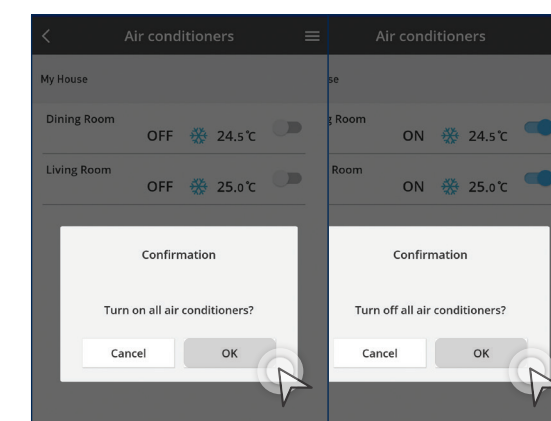 Air conditioners
My House
Dining Room
OFF 24.5℃
Living Room
OFF 25.0℃
Confirmation
Turn on all air conditioners?
Cancel OK
Air conditioners
se
g Room
ON 24.5℃
Room
ON 25.0℃
Confirmation
Turn off all air conditioners?
Cancel OK